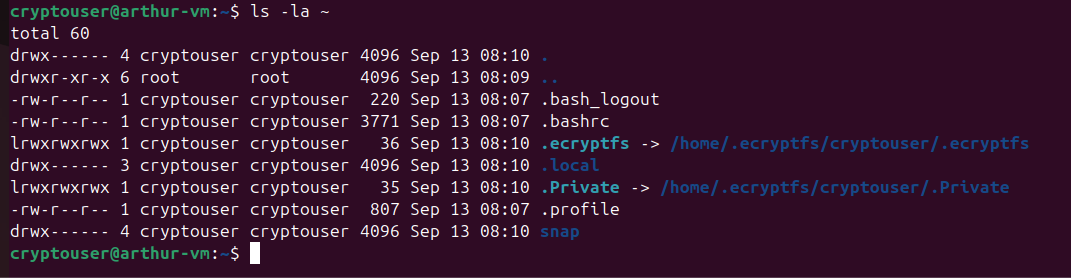 cryptouser@arthur-vm:~$ ls -la ~
total 60
drwx------ 4 cryptouser cryptouser 4096 Sep 13 08:10 .
drwxr-xr-x 6 root       root       4096 Sep 13 08:09 ..
-rw-r--r-- 1 cryptouser cryptouser  220 Sep 13 08:07 .bash_logout
-rw-r--r-- 1 cryptouser cryptouser 3771 Sep 13 08:07 .bashrc
lrwxrwxrwx 1 cryptouser cryptouser   36 Sep 13 08:10 .ecryptfs -> /home/.ecryptfs/cryptouser/.ecryptfs
drwx------ 3 cryptouser cryptouser 4096 Sep 13 08:10 .local
lrwxrwxrwx 1 cryptouser cryptouser   35 Sep 13 08:10 .Private -> /home/.ecryptfs/cryptouser/.Private
-rw-r--r-- 1 cryptouser cryptouser  807 Sep 13 08:07 .profile
drwx------ 4 cryptouser cryptouser 4096 Sep 13 08:10 snap
cryptouser@arthur-vm:~$